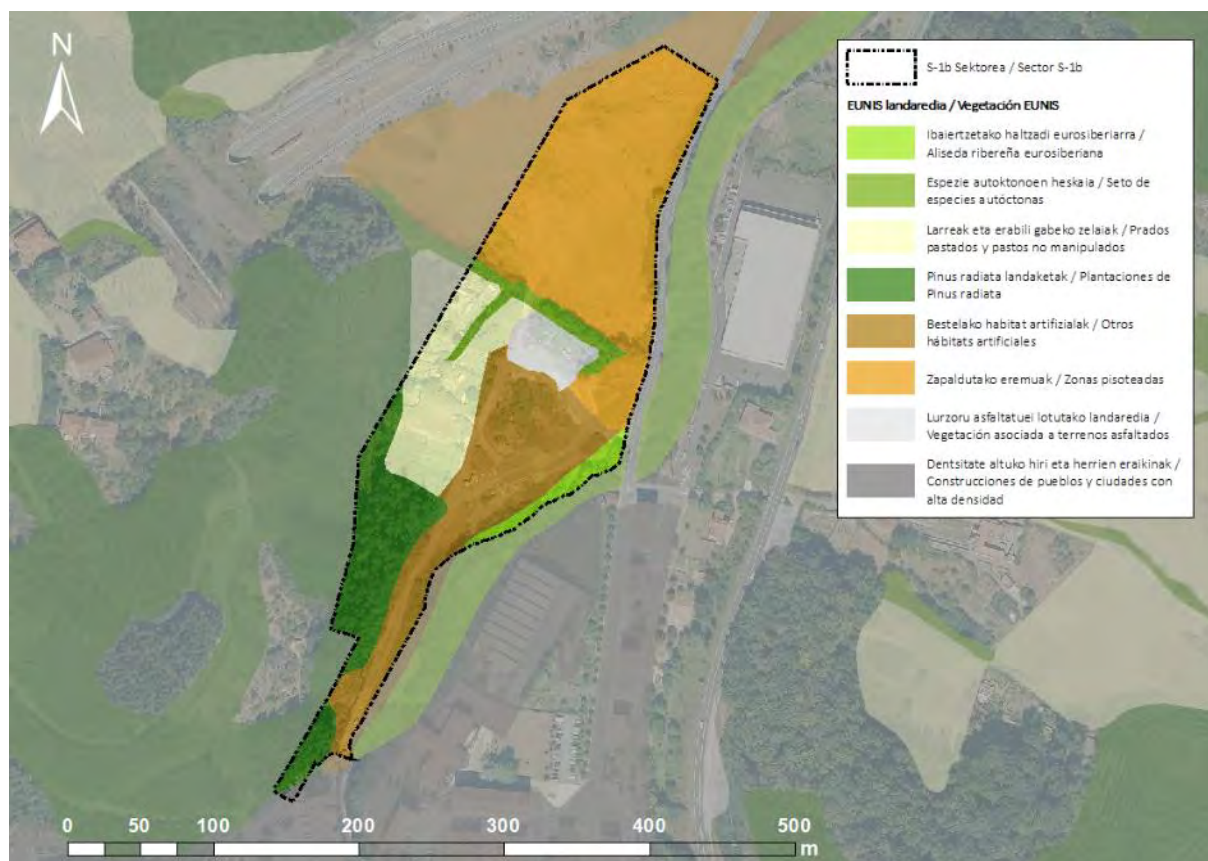 N
S-1b Sektorea / Sector S-1b
EUNIS landaredia / Vegetación EUNIS
Ibaiertzetako haltzadi eurosiberiarra /
Aliseda ribereña eurosiberiana
Espezie autoktonoen heskaia / Seto de
especies autóctonas
Larreak eta erabili gabeko zelaiak / Prados
pastados y pastos no manipulados
Pinus radiata landaketak / Plantaciones de
Pinus radiata
Bestelako habitat artifizialak / Otros
hábitats artificiales
Zapaldutako eremuak / Zonas pisoteadas
Lurzoru asfaltatuei lotutako landaredia /
Vegetación asociada a terrenos asfaltados
Dentsitate altuko hiri eta herrien eraikinak /
Construcciones de pueblos y ciudades con
alta densidad
0 50 100 200 300 400 500
m